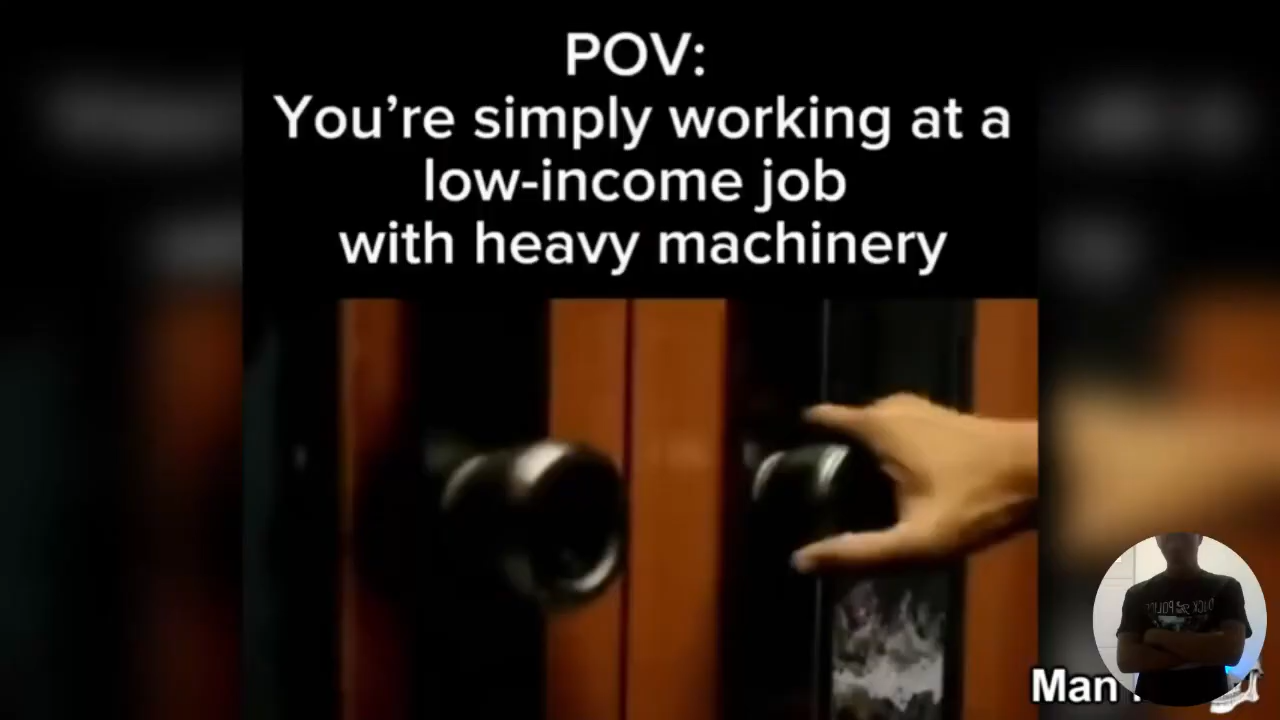 POV:
You’re simply working at a
low-income job
with heavy machinery
Man